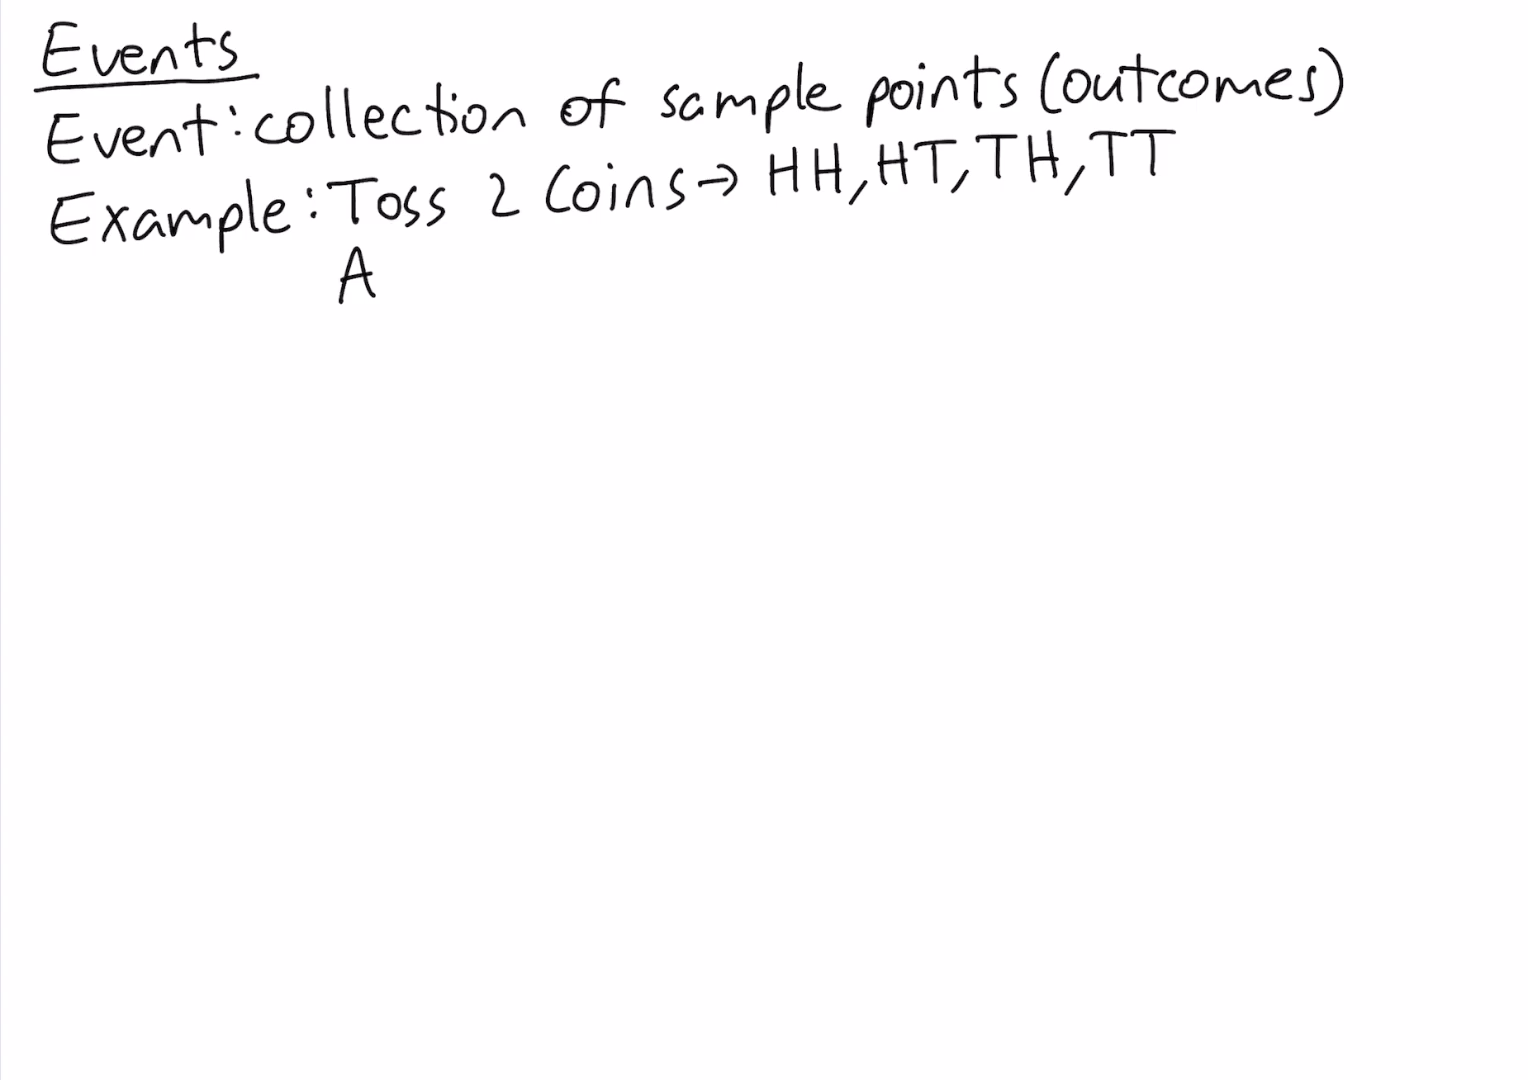 Events
Event: collection of sample points (outcomes)
Example: Toss 2 Coins → HH, HT, TH, TT
A